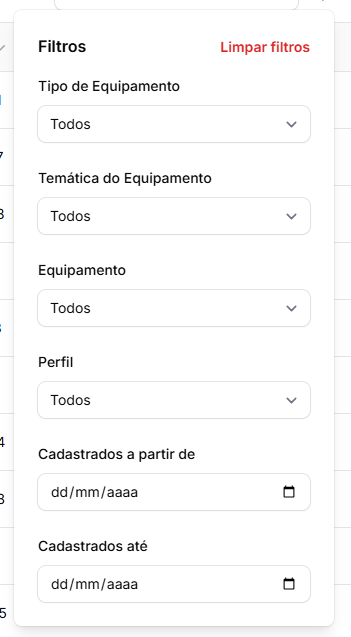 Filtros
Limpar filtros
Tipo de Equipamento
Todos
Temática do Equipamento
Todos
Equipamento
Todos
Perfil
Todos
Cadastrados a partir de
dd/mm/aaaa
Cadastrados até
dd/mm/aaaa